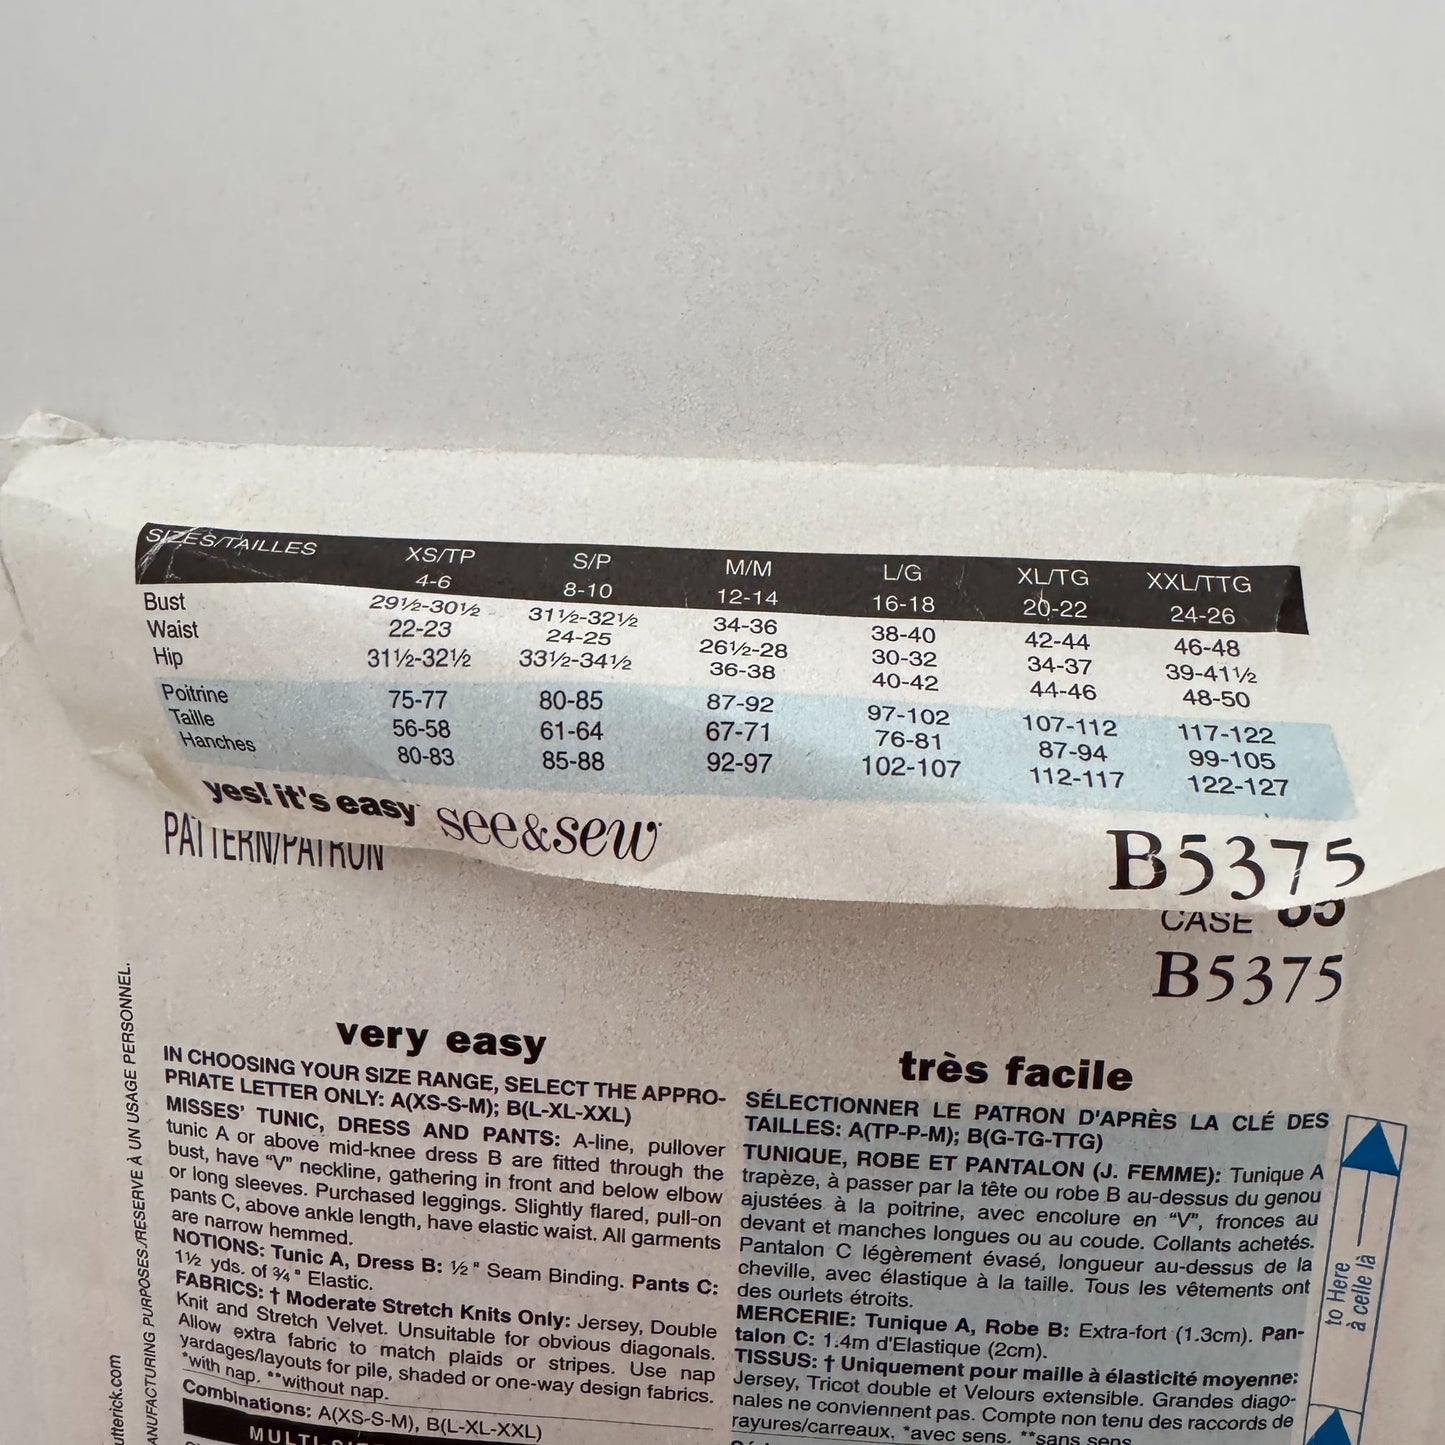 SIZES/TAILLES XS/TP S/P M/M L/G XL/TG XXL/TTG
4-6 8-10 12-14 16-18 20-22 24-26
Bust 29½-30½ 31½-32½ 34-36 38-40 42-44 46-48
Waist 22-23 24-25 26½-28 30-32 34-37 39-41½
Hip 31½-32½ 33½-34½ 36-38 40-42 44-46 48-50
Poitrine 75-77 80-85 87-92 97-102 107-112 117-122
Taille 56-58 61-64 67-71 76-81 87-94 99-105
Hanches 80-83 85-88 92-97 102-107 112-117 122-127
yes! it's easy see&sew B5375
PATTERN/PATRON
CASE
B5375
very easy
IN CHOOSING YOUR SIZE RANGE, SELECT THE APPRO-
PRIATE LETTER ONLY: A(XS-S-M); B(L-XL-XXL)
MISSES' TUNIC, DRESS AND PANTS: A-line, pullover
tunic A or above mid-knee dress B are fitted through the
bust, have "V" neckline, gathering in front and below elbow
or long sleeves. Purchased leggings. Slightly flared, pull-on
pants C, above ankle length, have elastic waist. All garments
are narrow hemmed.
NOTIONS: Tunic A, Dress B: ½" Seam Binding. Pants C:
1½ yds. of ¾" Elastic.
FABRICS: † Moderate Stretch Knits Only: Jersey, Double
Knit and Stretch Velvet. Unsuitable for obvious diagonals.
Allow extra fabric to match plaids or stripes. Use nap
yardages/layouts for pile, shaded or one-way design fabrics.
*with nap. **without nap.
Combinations: A(XS-S-M), B(L-XL-XXL)
très facile
SÉLECTIONNER LE PATRON D'APRÈS LA CLÉ DES
TAILLES: A(TP-P-M); B(G-TG-TTG)
TUNIQUE, ROBE ET PANTALON (J. FEMME): Tunique A
trapèze, à passer par la tête ou robe B au-dessus du genou
ajustées à la poitrine, avec encolure en "V", fronces au
devant et manches longues ou au coude. Collants achetés.
Pantalon C légèrement évasé, longueur au-dessus de la
cheville, avec élastique à la taille. Tous les vêtements ont
des ourlets étroits.
MERCERIE: Tunique A, Robe B: Extra-fort (1.3cm). Pan-
talon C: 1.4m d'Elastique (2cm).
TISSUS: † Uniquement pour maille à élasticité moyenne:
Jersey, Tricot double et Velours extensible. Grandes diago-
nales ne conviennent pas. Compte non tenu des raccords de
rayures/carreaux. *avec sens. **sans sens.
to Here
à celle là
utterick.com
ANUFACTURING PURPOSES./RESERVE À UN USAGE PERSONNEL.